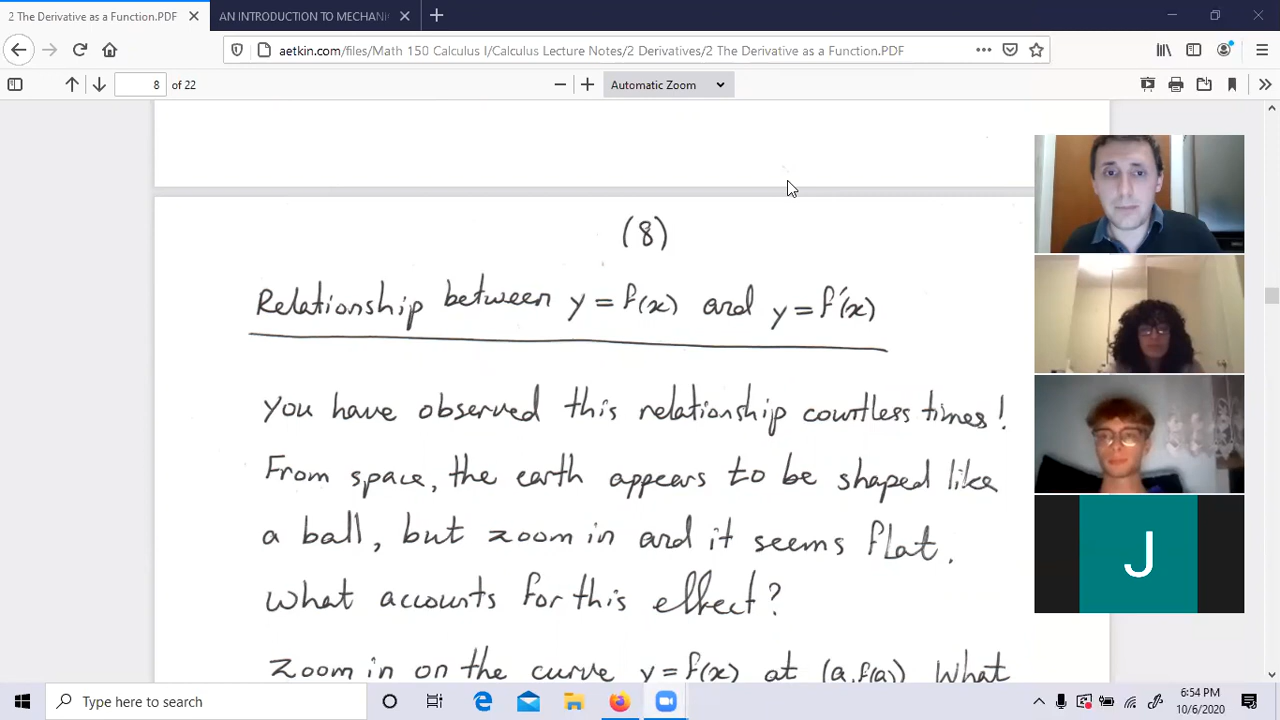 2 The Derivative as a Function.PDF
AN INTRODUCTION TO MECHANI
aetkin.com/files/Math 150 Calculus I/Calculus Lecture Notes/2 Derivatives/2 The Derivative as a Function.PDF
8 of 22
Automatic Zoom
(8)
Relationship between y = f(x) and y = f'(x)
You have observed this relationship countless times!
From space, the earth appears to be shaped like
a ball, but zoom in and it seems flat.
What accounts for this effect?
Zoom in on the curve y = f(x) at (a, f(a)) What
J
Type here to search
6:54 PM
10/6/2020